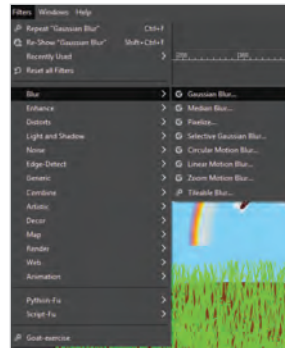 Filters Windows Help
Repeat "Gaussian Blur" Ctrl+F
Re-Show "Gaussian Blur" Shift+Ctrl+F
Recently Used
Reset all Filters
Blur
Enhance
Distorts
Light and Shadow
Noise
Edge-Detect
Generic
Combine
Artistic
Decor
Map
Render
Web
Animation
Python-Fu
Script-Fu
Goat-exercise
Gaussian Blur...
Median Blur...
Pixelize...
Selective Gaussian Blur...
Circular Motion Blur...
Linear Motion Blur...
Zoom Motion Blur...
Tileable Blur...